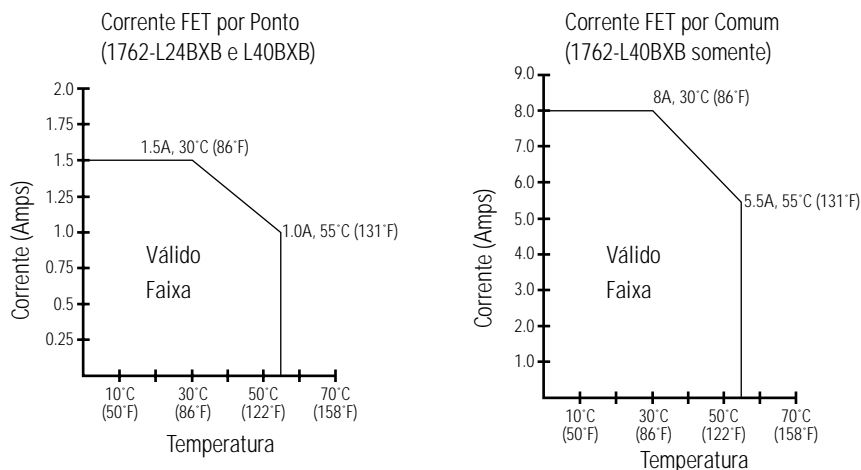 Corrente FET por Ponto
(1762-L24BXB e L40BXB)
Corrente (Amps)
2.0
1.75
1.5
1.25
1.0
0.75
0.5
0.25
1.5A, 30°C (86°F)
1.0A, 55°C (131°F)
Válido
Faixa
10°C 30°C 50°C 70°C
(50°F) (86°F) (122°F) (158°F)
Temperatura
Corrente FET por Comum
(1762-L40BXB somente)
Corrente (Amps)
9.0
8.0
7.0
6.0
5.0
4.0
3.0
2.0
1.0
8A, 30°C (86°F)
5.5A, 55°C (131°F)
Válido
Faixa
10°C 30°C 50°C 70°C
(50°F) (86°F) (122°F) (158°F)
Temperatura